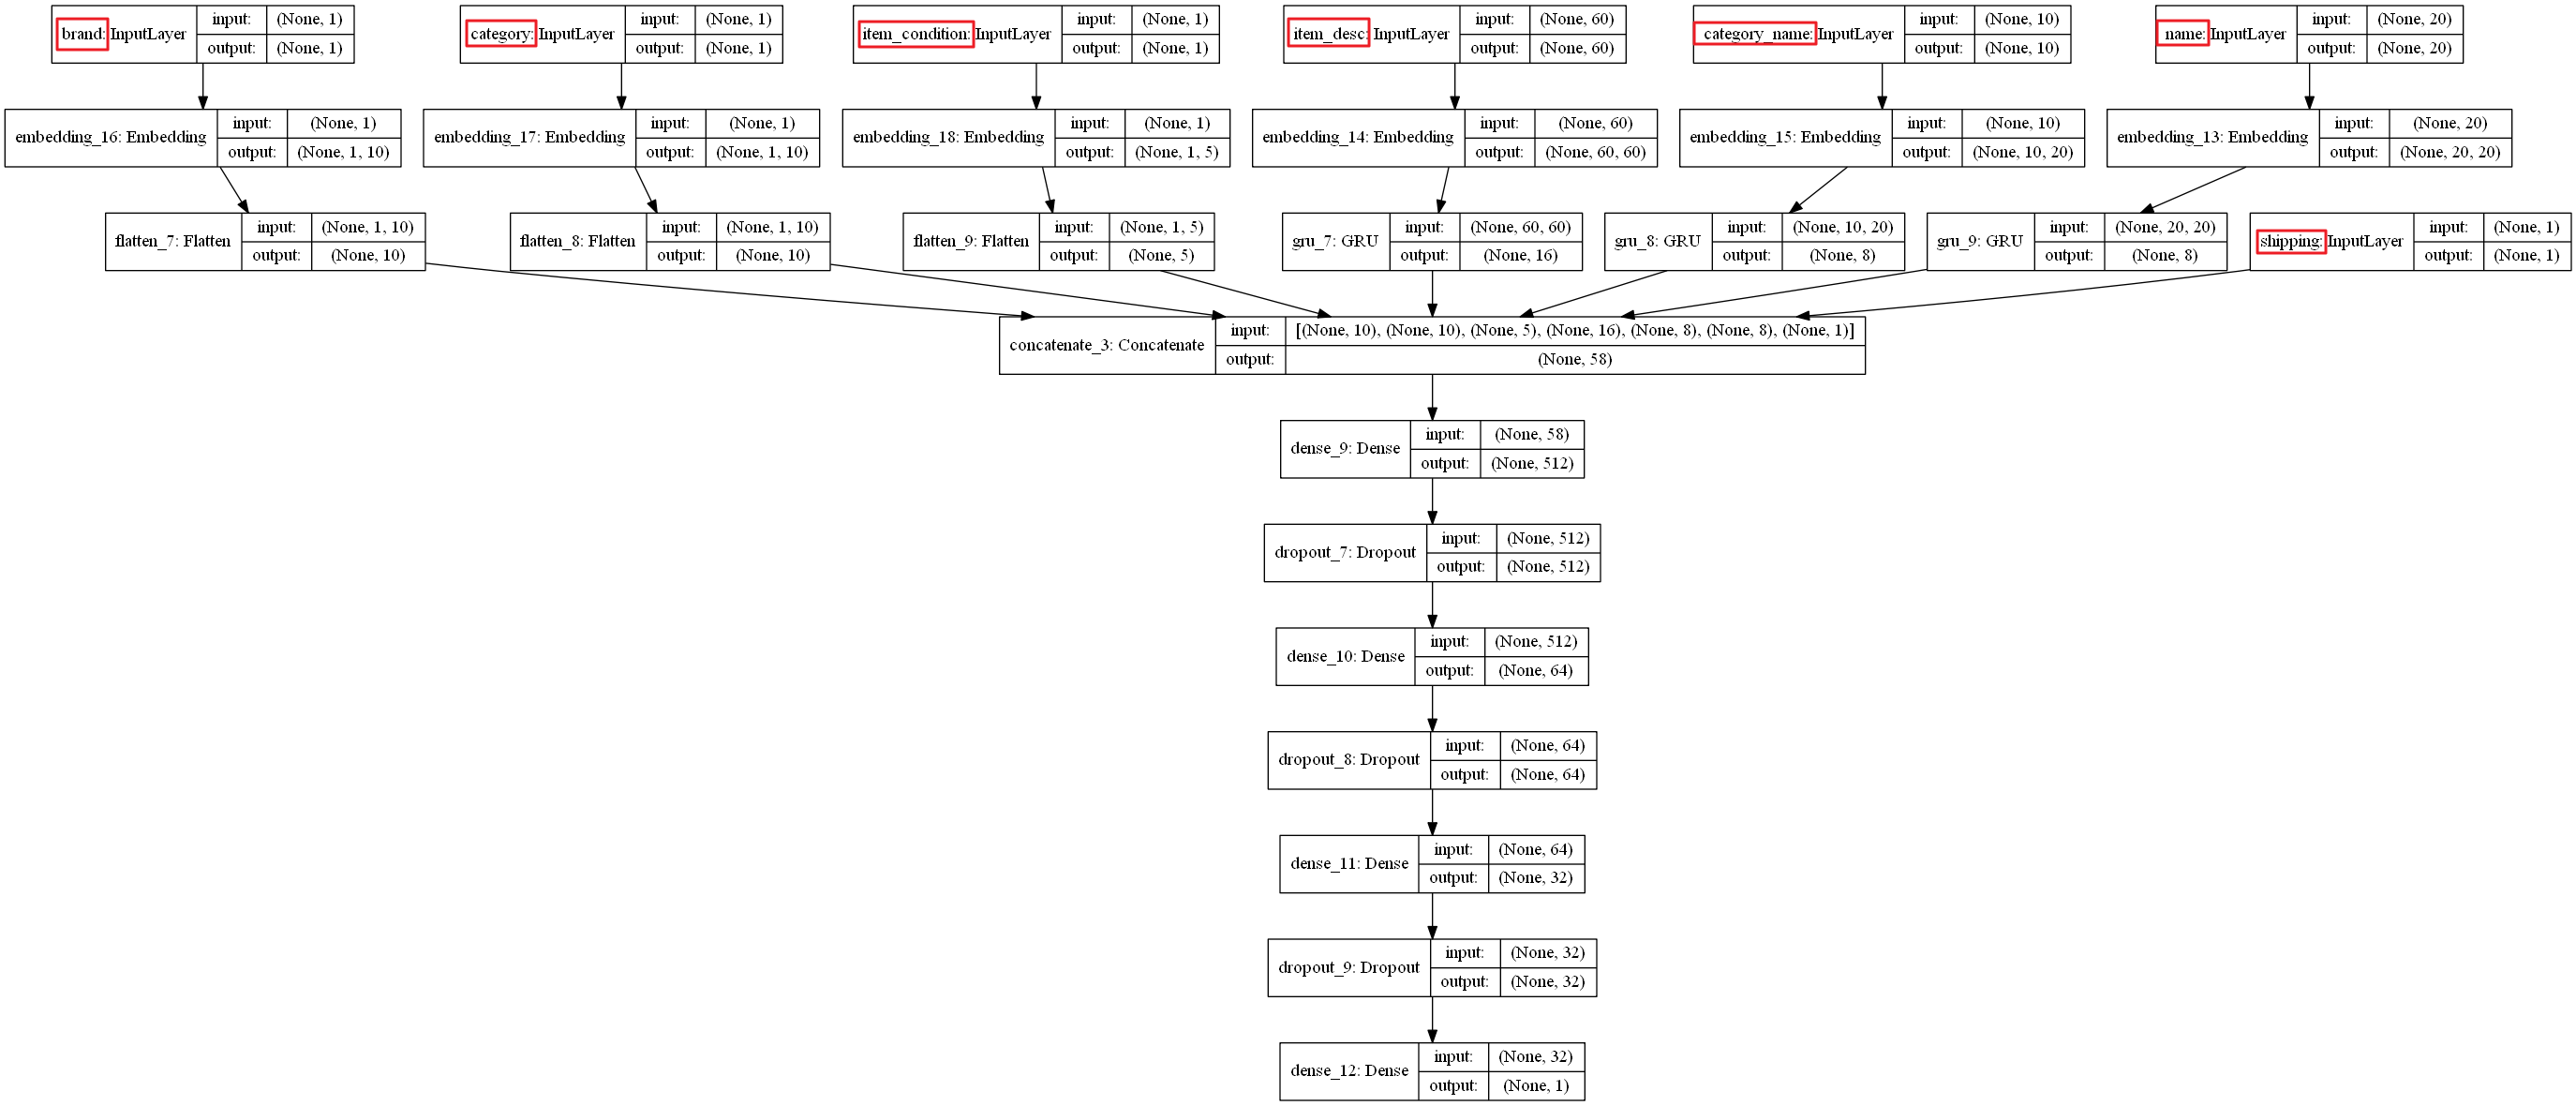 brand: InputLayer input: (None, 1)
output: (None, 1)
category: InputLayer input: (None, 1)
output: (None, 1)
item_condition: InputLayer input: (None, 1)
output: (None, 1)
item_desc: InputLayer input: (None, 60)
output: (None, 60)
category_name: InputLayer input: (None, 10)
output: (None, 10)
name: InputLayer input: (None, 20)
output: (None, 20)
embedding_16: Embedding input: (None, 1)
output: (None, 1, 10)
embedding_17: Embedding input: (None, 1)
output: (None, 1, 10)
embedding_18: Embedding input: (None, 1)
output: (None, 1, 5)
embedding_14: Embedding input: (None, 60)
output: (None, 60, 60)
embedding_15: Embedding input: (None, 10)
output: (None, 10, 20)
embedding_13: Embedding input: (None, 20)
output: (None, 20, 20)
flatten_7: Flatten input: (None, 1, 10)
output: (None, 10)
flatten_8: Flatten input: (None, 1, 10)
output: (None, 10)
flatten_9: Flatten input: (None, 1, 5)
output: (None, 5)
gru_7: GRU input: (None, 60, 60)
output: (None, 16)
gru_8: GRU input: (None, 10, 20)
output: (None, 8)
gru_9: GRU input: (None, 20, 20)
output: (None, 8)
shipping: InputLayer input: (None, 1)
output: (None, 1)
concatenate_3: Concatenate input: [(None, 10), (None, 10), (None, 5), (None, 16), (None, 8), (None, 8), (None, 1)]
output: (None, 58)
dense_9: Dense input: (None, 58)
output: (None, 512)
dropout_7: Dropout input: (None, 512)
output: (None, 512)
dense_10: Dense input: (None, 512)
output: (None, 64)
dropout_8: Dropout input: (None, 64)
output: (None, 64)
dense_11: Dense input: (None, 64)
output: (None, 32)
dropout_9: Dropout input: (None, 32)
output: (None, 32)
dense_12: Dense input: (None, 32)
output: (None, 1)